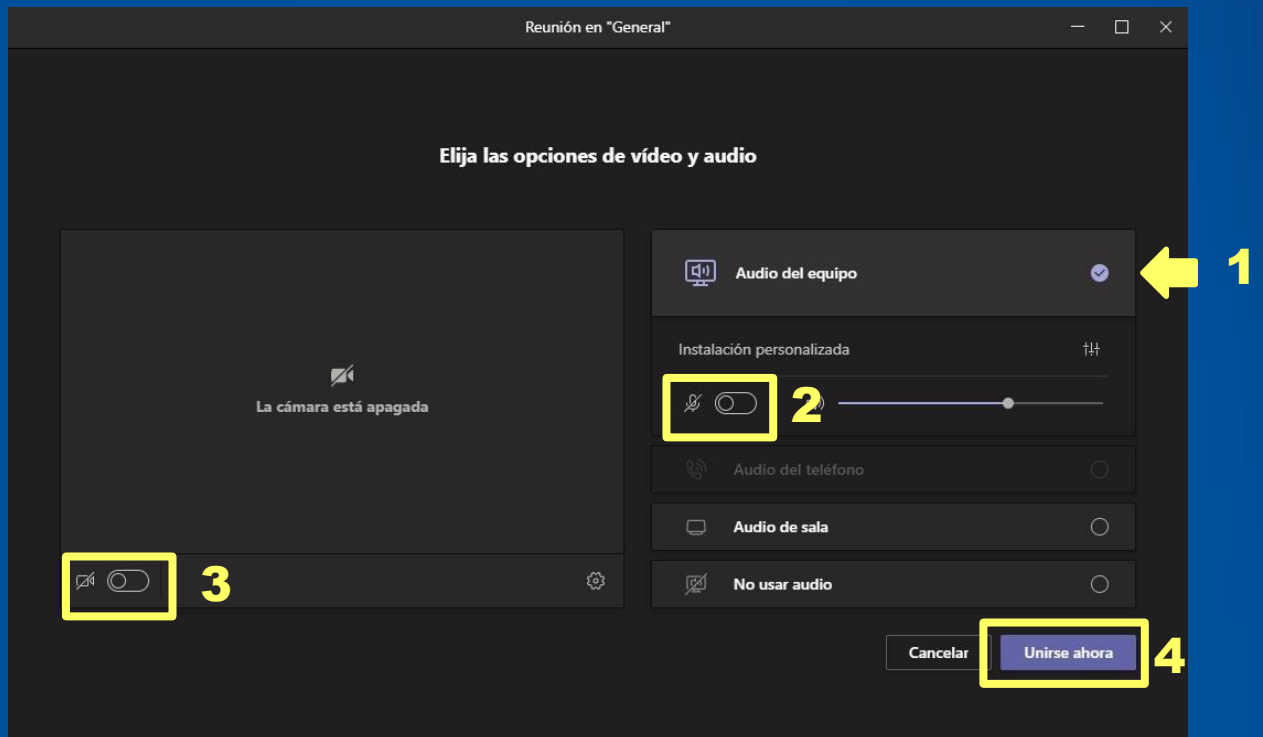 Reunión en "General"
Elija las opciones de vídeo y audio
Audio del equipo
1
Instalación personalizada
La cámara está apagada
2
Audio del teléfono
Audio de sala
3
No usar audio
Cancelar
Unirse ahora
4